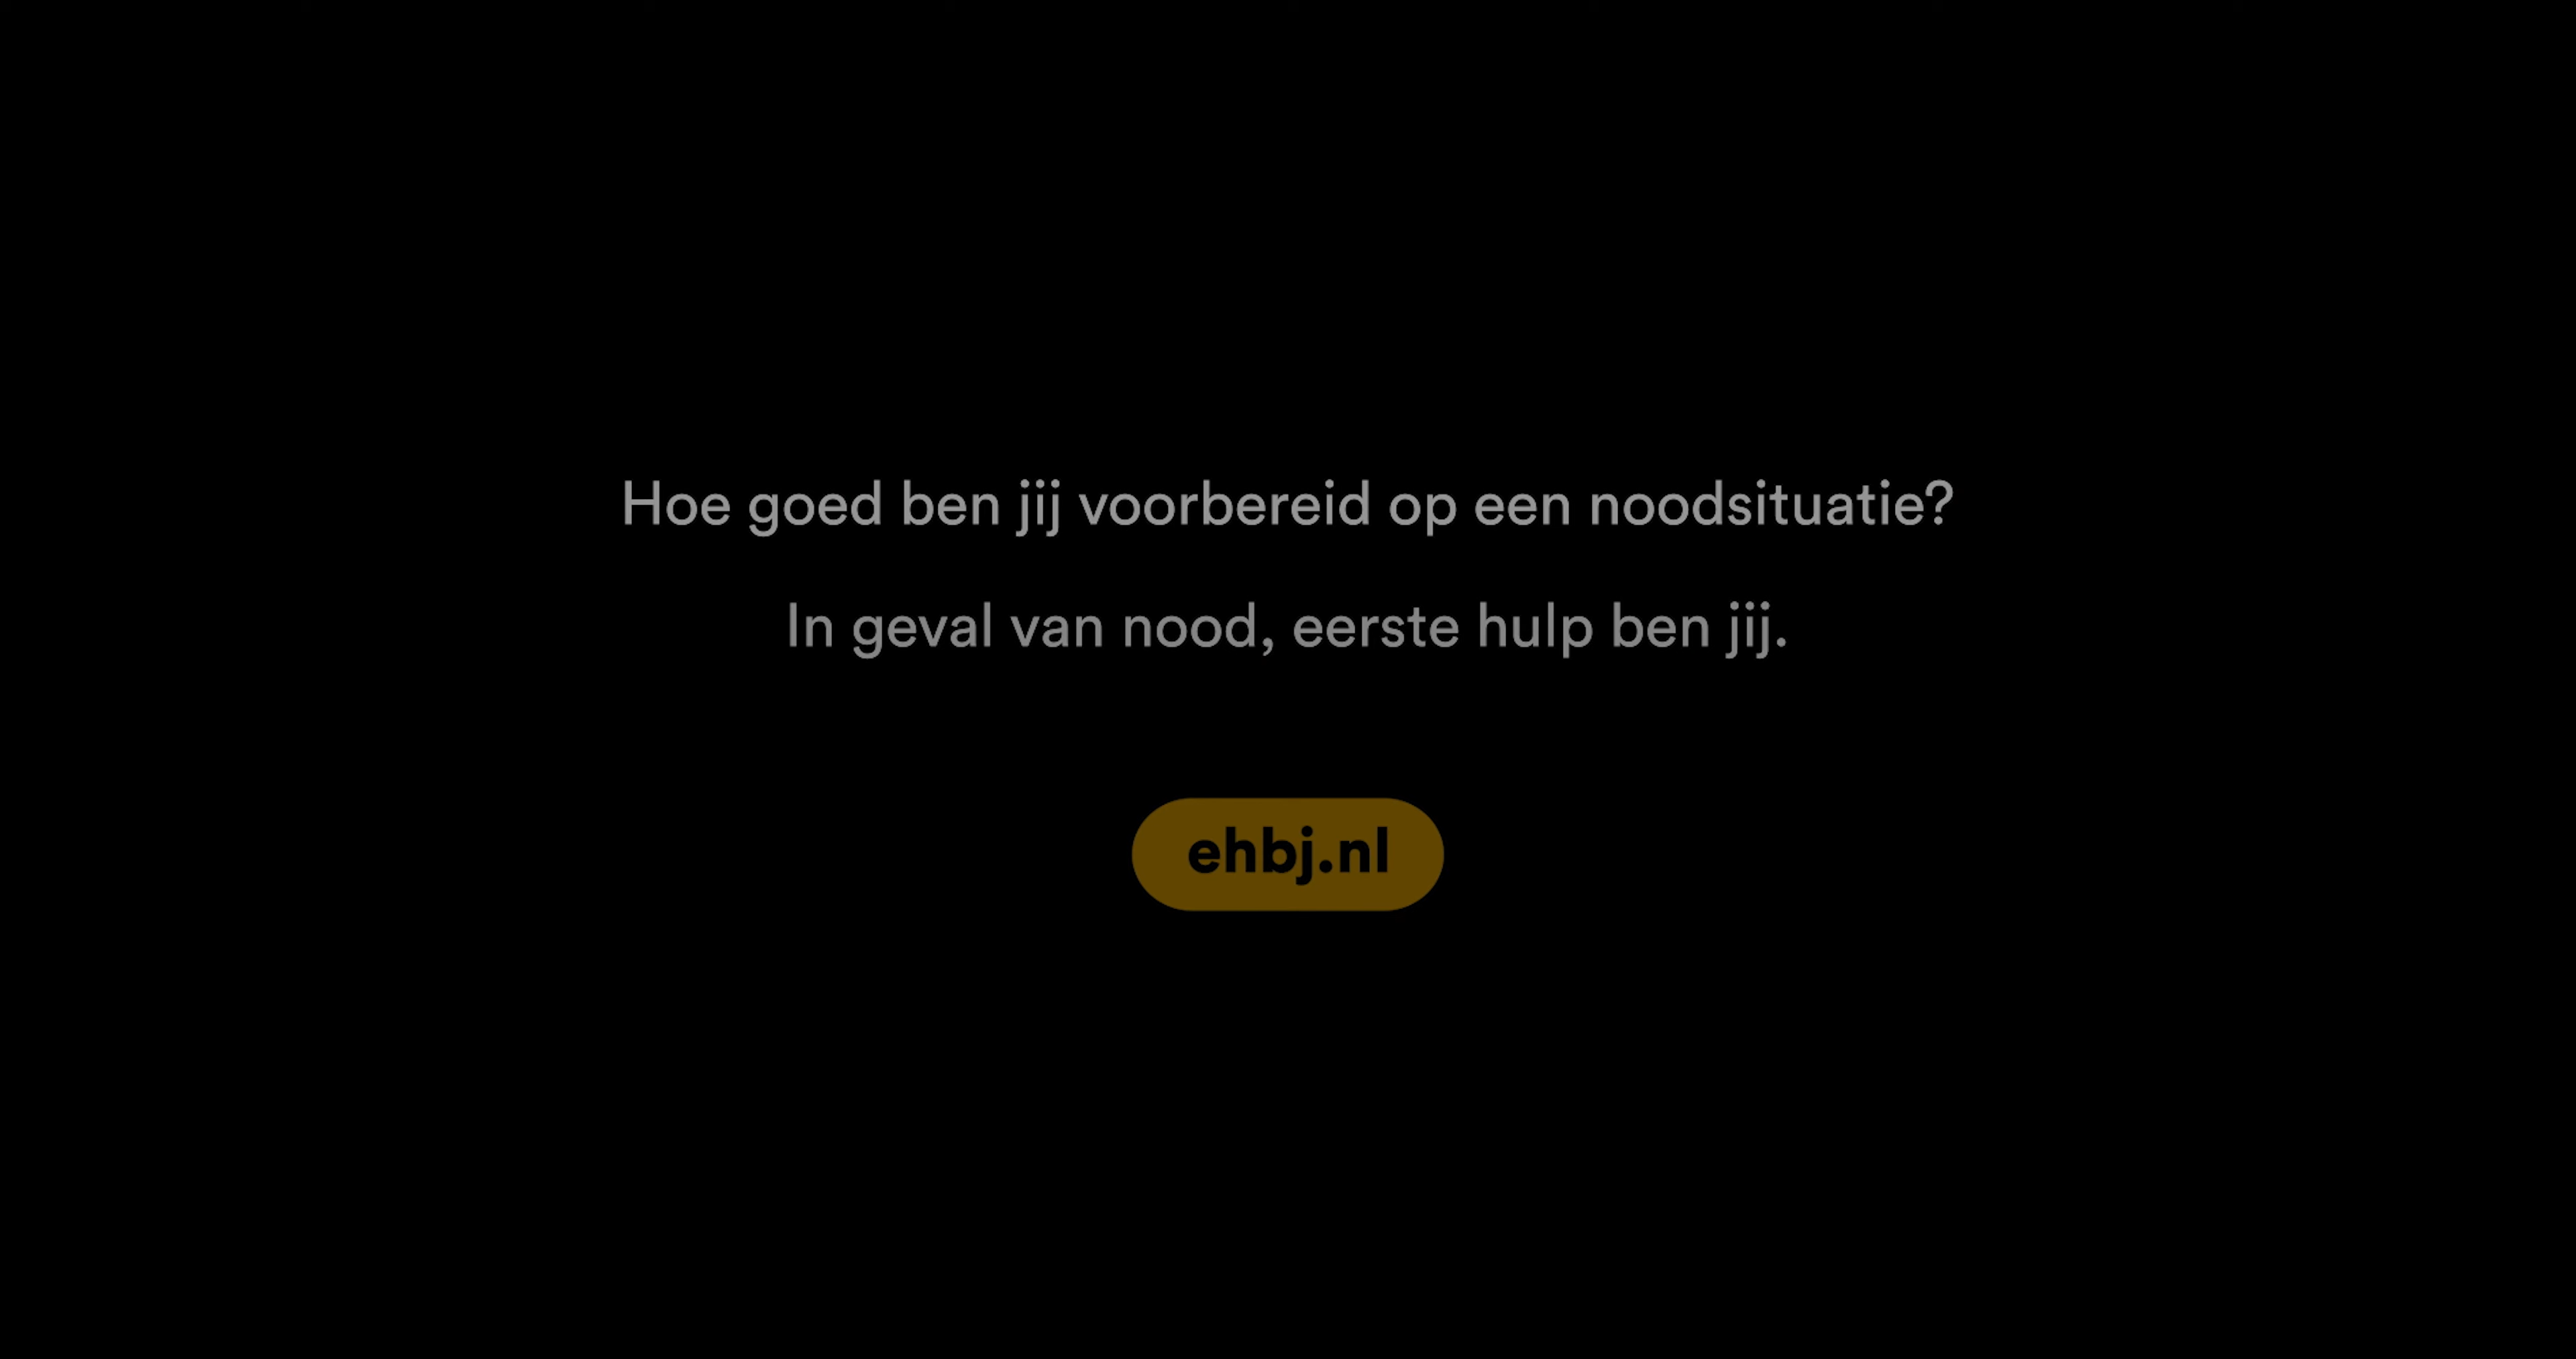 Hoe goed ben jij voorbereid op een noodsituatie?
In geval van nood, eerste hulp ben jij.
ehbj.nl